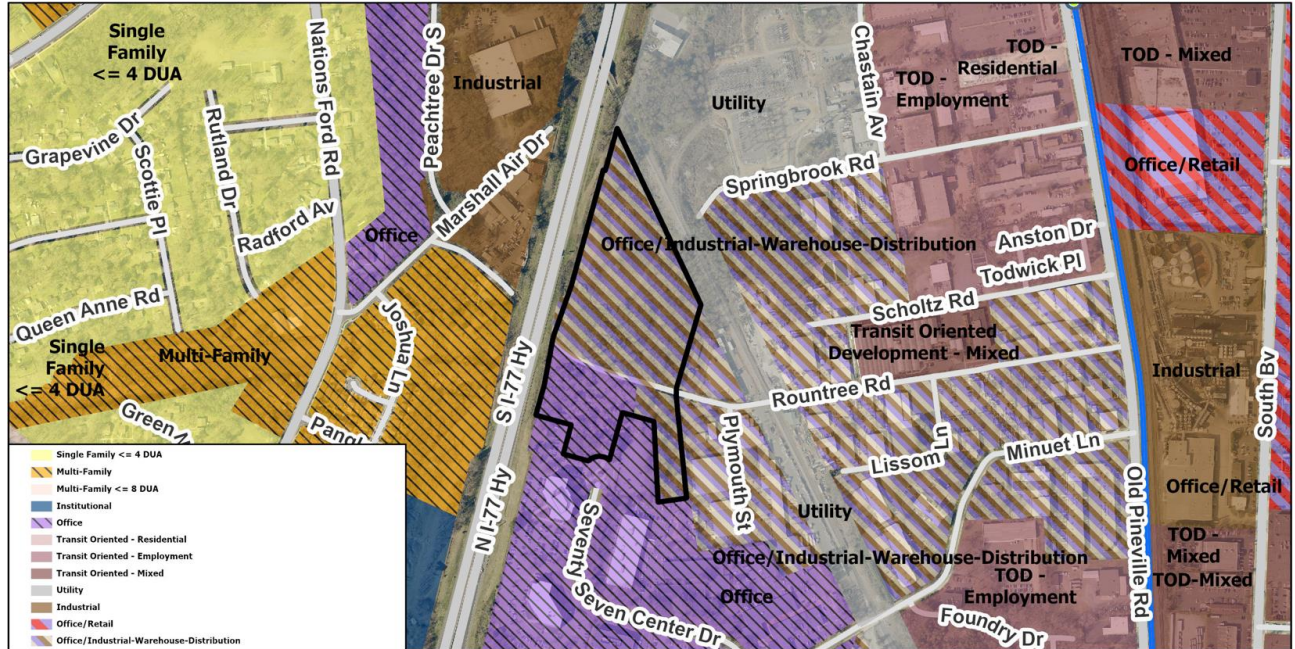 Single
Family
<= 4 DUA
Nations Ford Rd
Peachtree Dr S
Industrial
Utility
Chastain Av
TOD -
Residential
TOD -
Employment
TOD - Mixed
Grapevine Dr
Scottie Pl
Rutland Dr
Radford Av
Office
Marshall Air Dr
Springbrook Rd
Office/Retail
Office/Industrial-Warehouse-Distribution
Anston Dr
Todwick Pl
Scholtz Rd
Queen Anne Rd
Single
Family
<= 4 DUA
Multi-Family
Joshua Ln
S I-77 Hy
Transit Oriented
Development - Mixed
Rountree Rd
Industrial
South Bv
Green
Pangl
N I-77 Hy
Plymouth St
Lissom Ln
Minuet Ln
Old Pineville Rd
Office/Retail
Utility
Seventy Seven Center Dr
Office/Industrial-Warehouse-Distribution
Office
TOD -
Employment
Foundry Dr
TOD -
Mixed
TOD-Mixed
Single Family <= 4 DUA
Multi-Family
Multi-Family <= 8 DUA
Institutional
Office
Transit Oriented - Residential
Transit Oriented - Employment
Transit Oriented - Mixed
Utility
Industrial
Office/Retail
Office/Industrial-Warehouse-Distribution